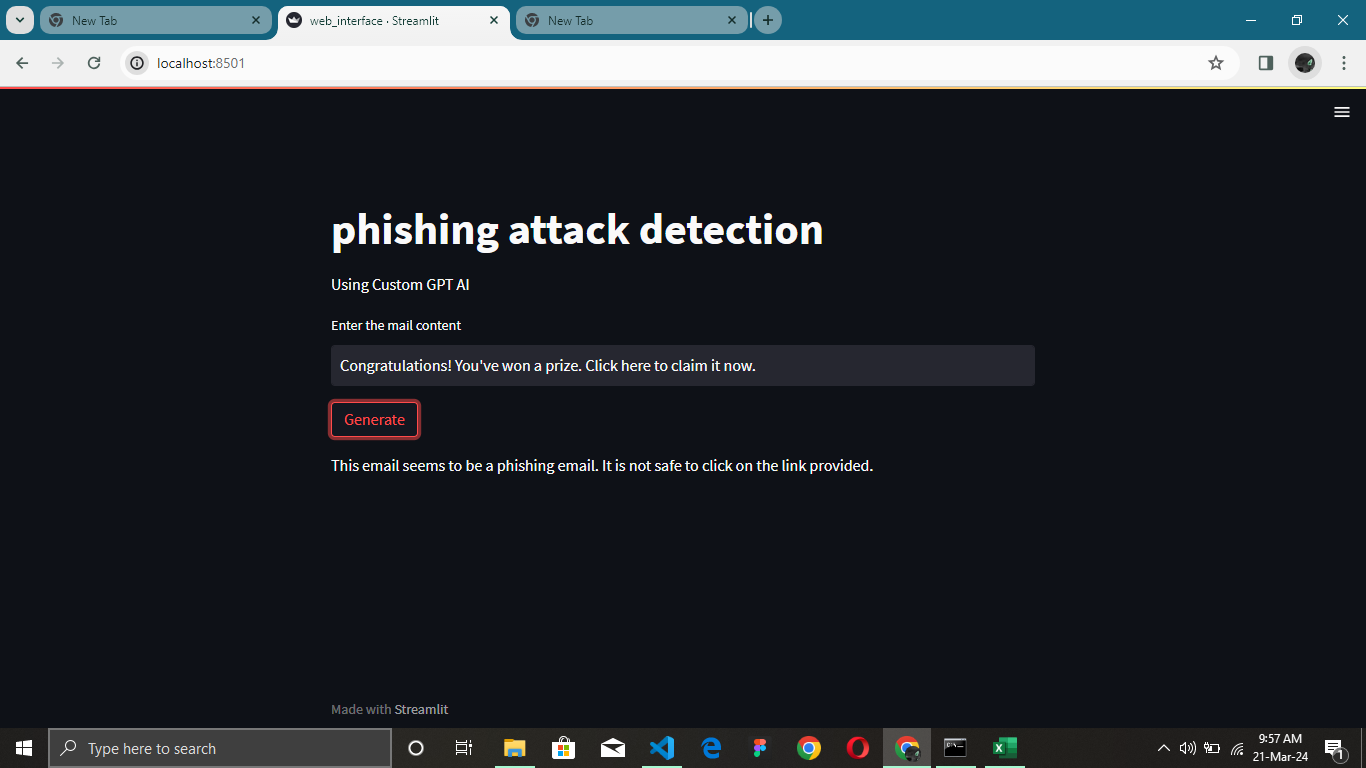 New Tab
web_interface · Streamlit
New Tab
localhost:8501
phishing attack detection
Using Custom GPT AI
Enter the mail content
Congratulations! You've won a prize. Click here to claim it now.
Generate
This email seems to be a phishing email. It is not safe to click on the link provided.
Made with Streamlit
Type here to search
9:57 AM
21-Mar-24
1